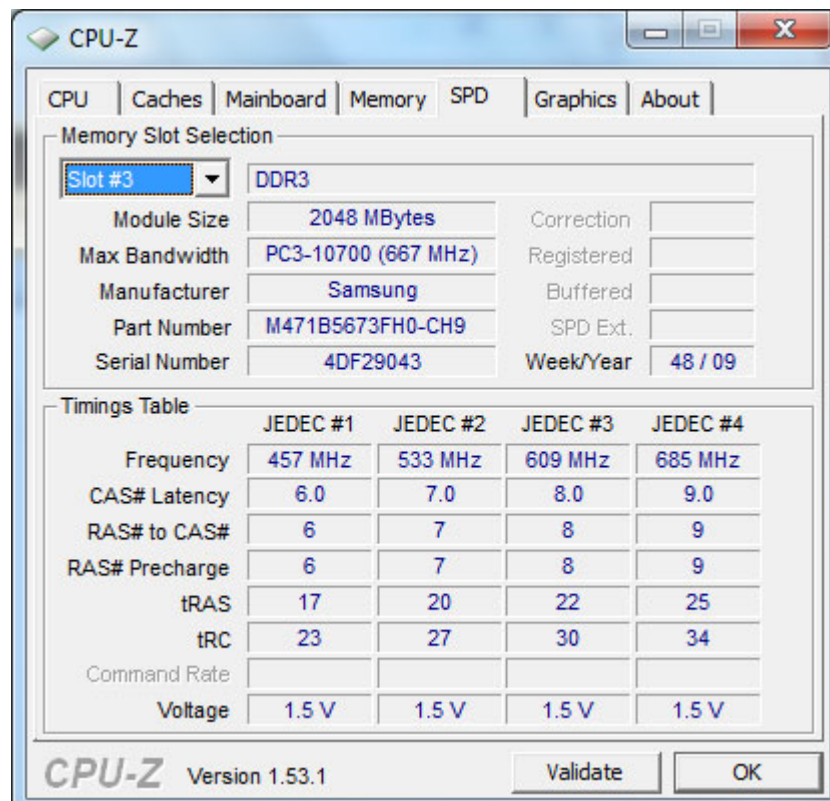 CPU-Z
CPU Caches Mainboard Memory SPD Graphics About
Memory Slot Selection
Slot #3 DDR3
Module Size 2048 MBytes Correction
Max Bandwidth PC3-10700 (667 MHz) Registered
Manufacturer Samsung Buffered
Part Number M471B5673FH0-CH9 SPD Ext.
Serial Number 4DF29043 Week/Year 48 / 09
Timings Table
JEDEC #1 JEDEC #2 JEDEC #3 JEDEC #4
Frequency 457 MHz 533 MHz 609 MHz 685 MHz
CAS# Latency 6.0 7.0 8.0 9.0
RAS# to CAS# 6 7 8 9
RAS# Precharge 6 7 8 9
tRAS 17 20 22 25
tRC 23 27 30 34
Command Rate
Voltage 1.5 V 1.5 V 1.5 V 1.5 V
CPU-Z Version 1.53.1 Validate OK